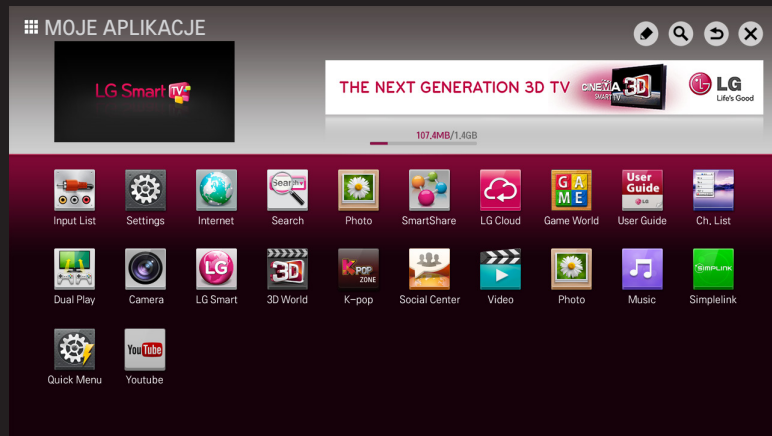 MOJE APLIKACJE
LG Smart TV
THE NEXT GENERATION 3D TV
CINEMA 3D
SMART TV
LG
Life's Good
107,4MB/1.4GB
Search
GAME
User Guide
LG
Input List Settings Internet Search Photo SmartShare LG Cloud Game World User Guide Ch, List
LG
3D
K-POP ZONE
SIMPLINK
Dual Play Camera LG Smart 3D World K-pop Social Center Video Photo Music Simplelink
You Tube
Quick Menu Youtube